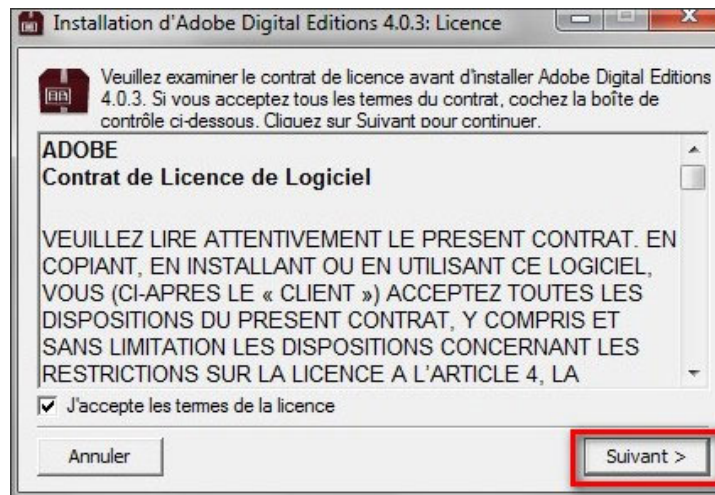 Installation d'Adobe Digital Editions 4.0.3: Licence
Veuillez examiner le contrat de licence avant d'installer Adobe Digital Editions
4.0.3. Si vous acceptez tous les termes du contrat, cochez la boîte de
contrôle ci-dessous. Cliquez sur Suivant pour continuer.
ADOBE
Contrat de Licence de Logiciel
VEUILLEZ LIRE ATTENTIVEMENT LE PRESENT CONTRAT. EN
COPIANT, EN INSTALLANT OU EN UTILISANT CE LOGICIEL,
VOUS (CI-APRES LE « CLIENT ») ACCEPTEZ TOUTES LES
DISPOSITIONS DU PRESENT CONTRAT, Y COMPRIS ET
SANS LIMITATION LES DISPOSITIONS CONCERNANT LES
RESTRICTIONS SUR LA LICENCE A L'ARTICLE 4, LA
J'accepte les termes de la licence
Annuler
Suivant >